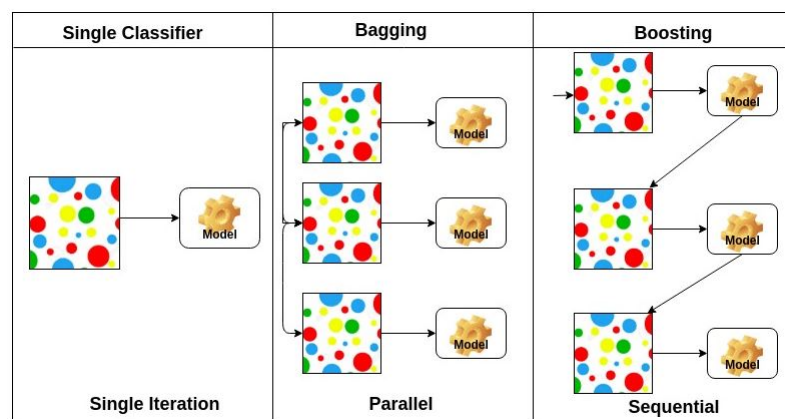 Single Classifier
Bagging
Boosting
Model
Model
Model
Model
Model
Model
Model
Single Iteration
Parallel
Sequential